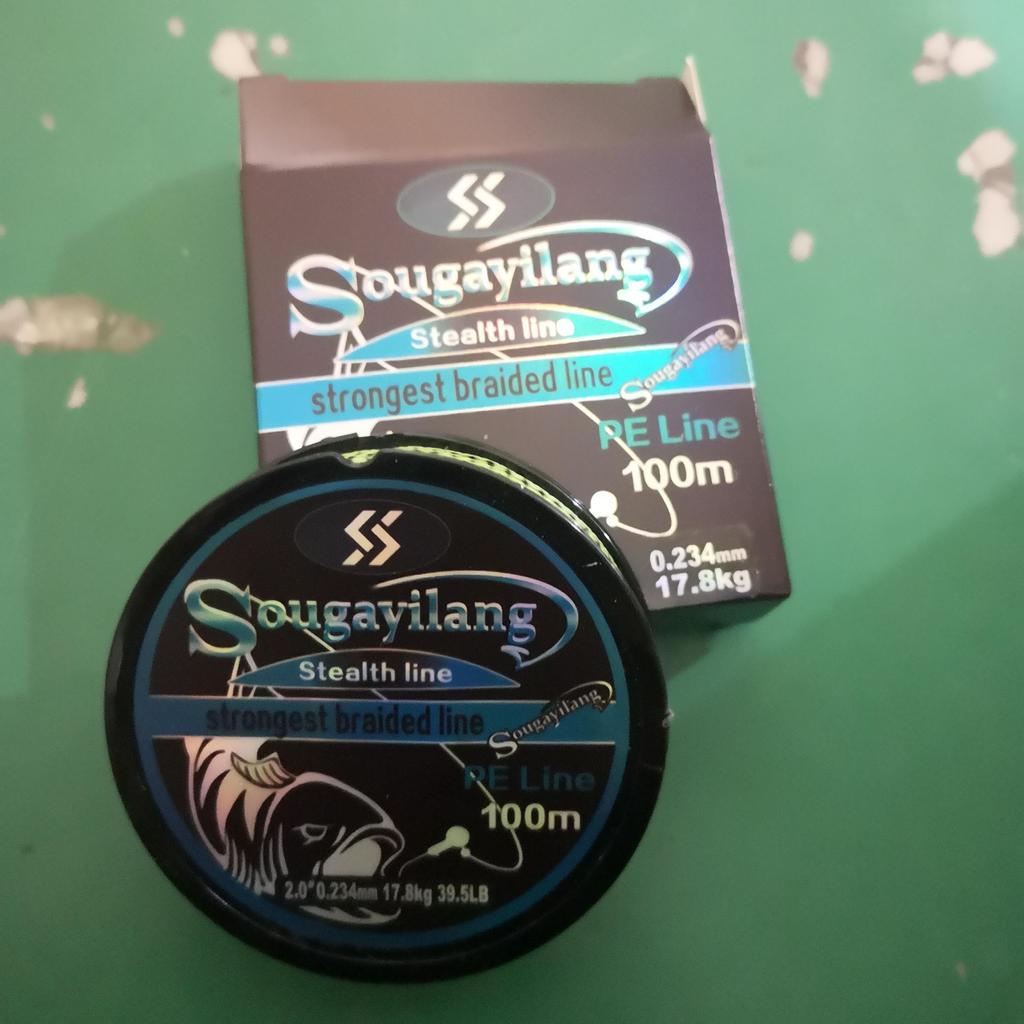 Sougayilang
Stealth line
strongest braided line
Sougayilang
PE Line
100m
0.234mm
17.8kg
Sougayilang
Stealth line
strongest braided line
Sougayilang
PE Line
100m
2.0# 0.234mm 17.8kg 39.5LB